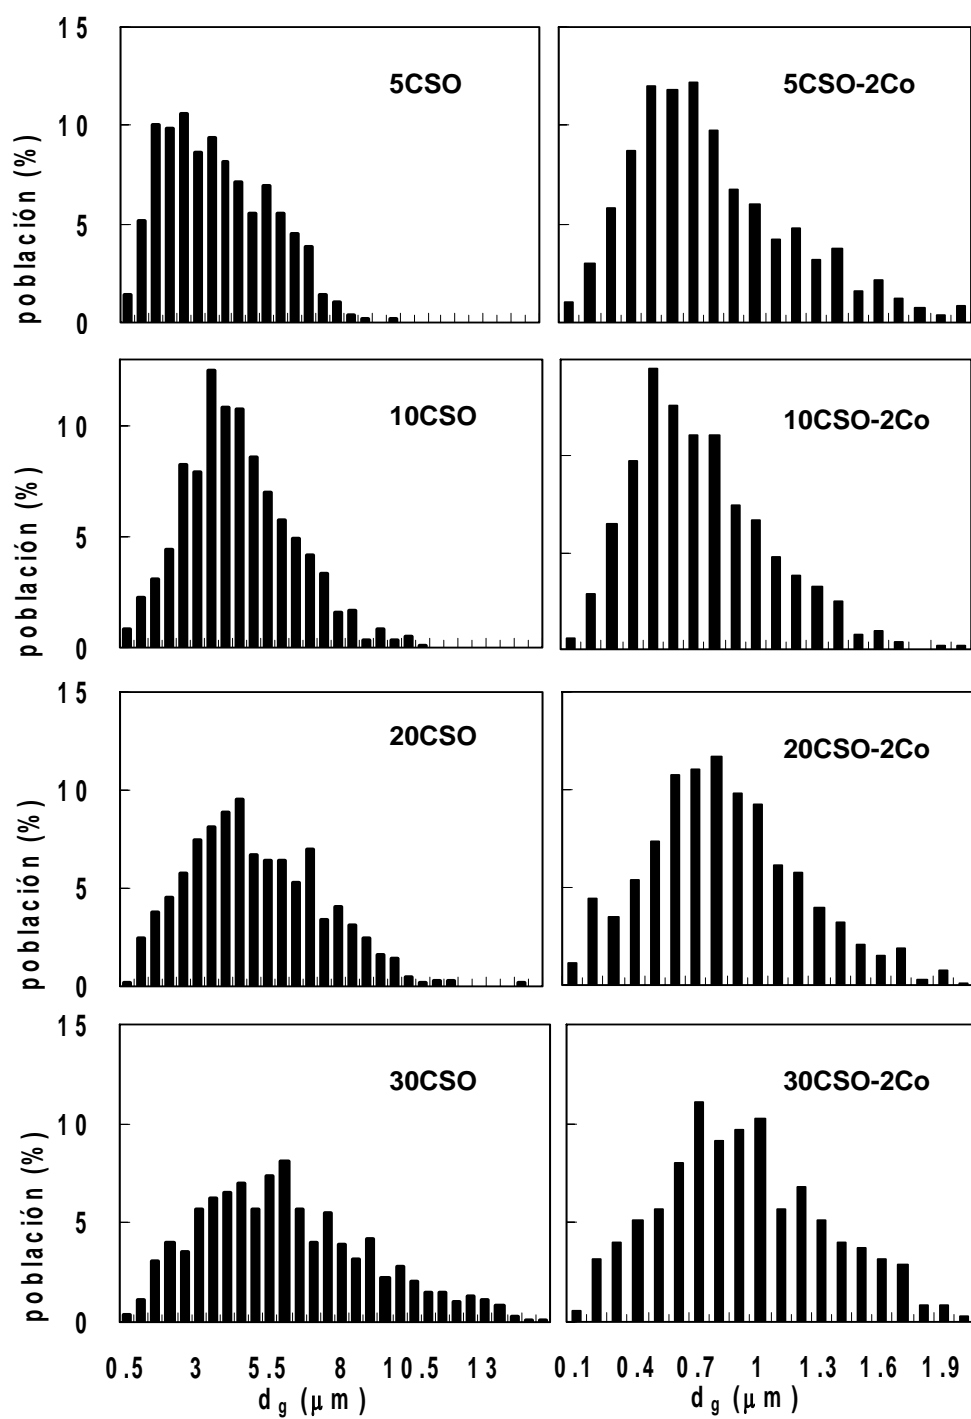 15
10
5
0
población (%)
5CSO
5CSO-2Co
10
5
0
población (%)
10CSO
10CSO-2Co
15
10
5
0
población (%)
20CSO
20CSO-2Co
15
10
5
0
población (%)
30CSO
30CSO-2Co
0.5 3 5.5 8 10.5 13
d g (μm)
0.1 0.4 0.7 1 1.3 1.6 1.9
d g (μm)